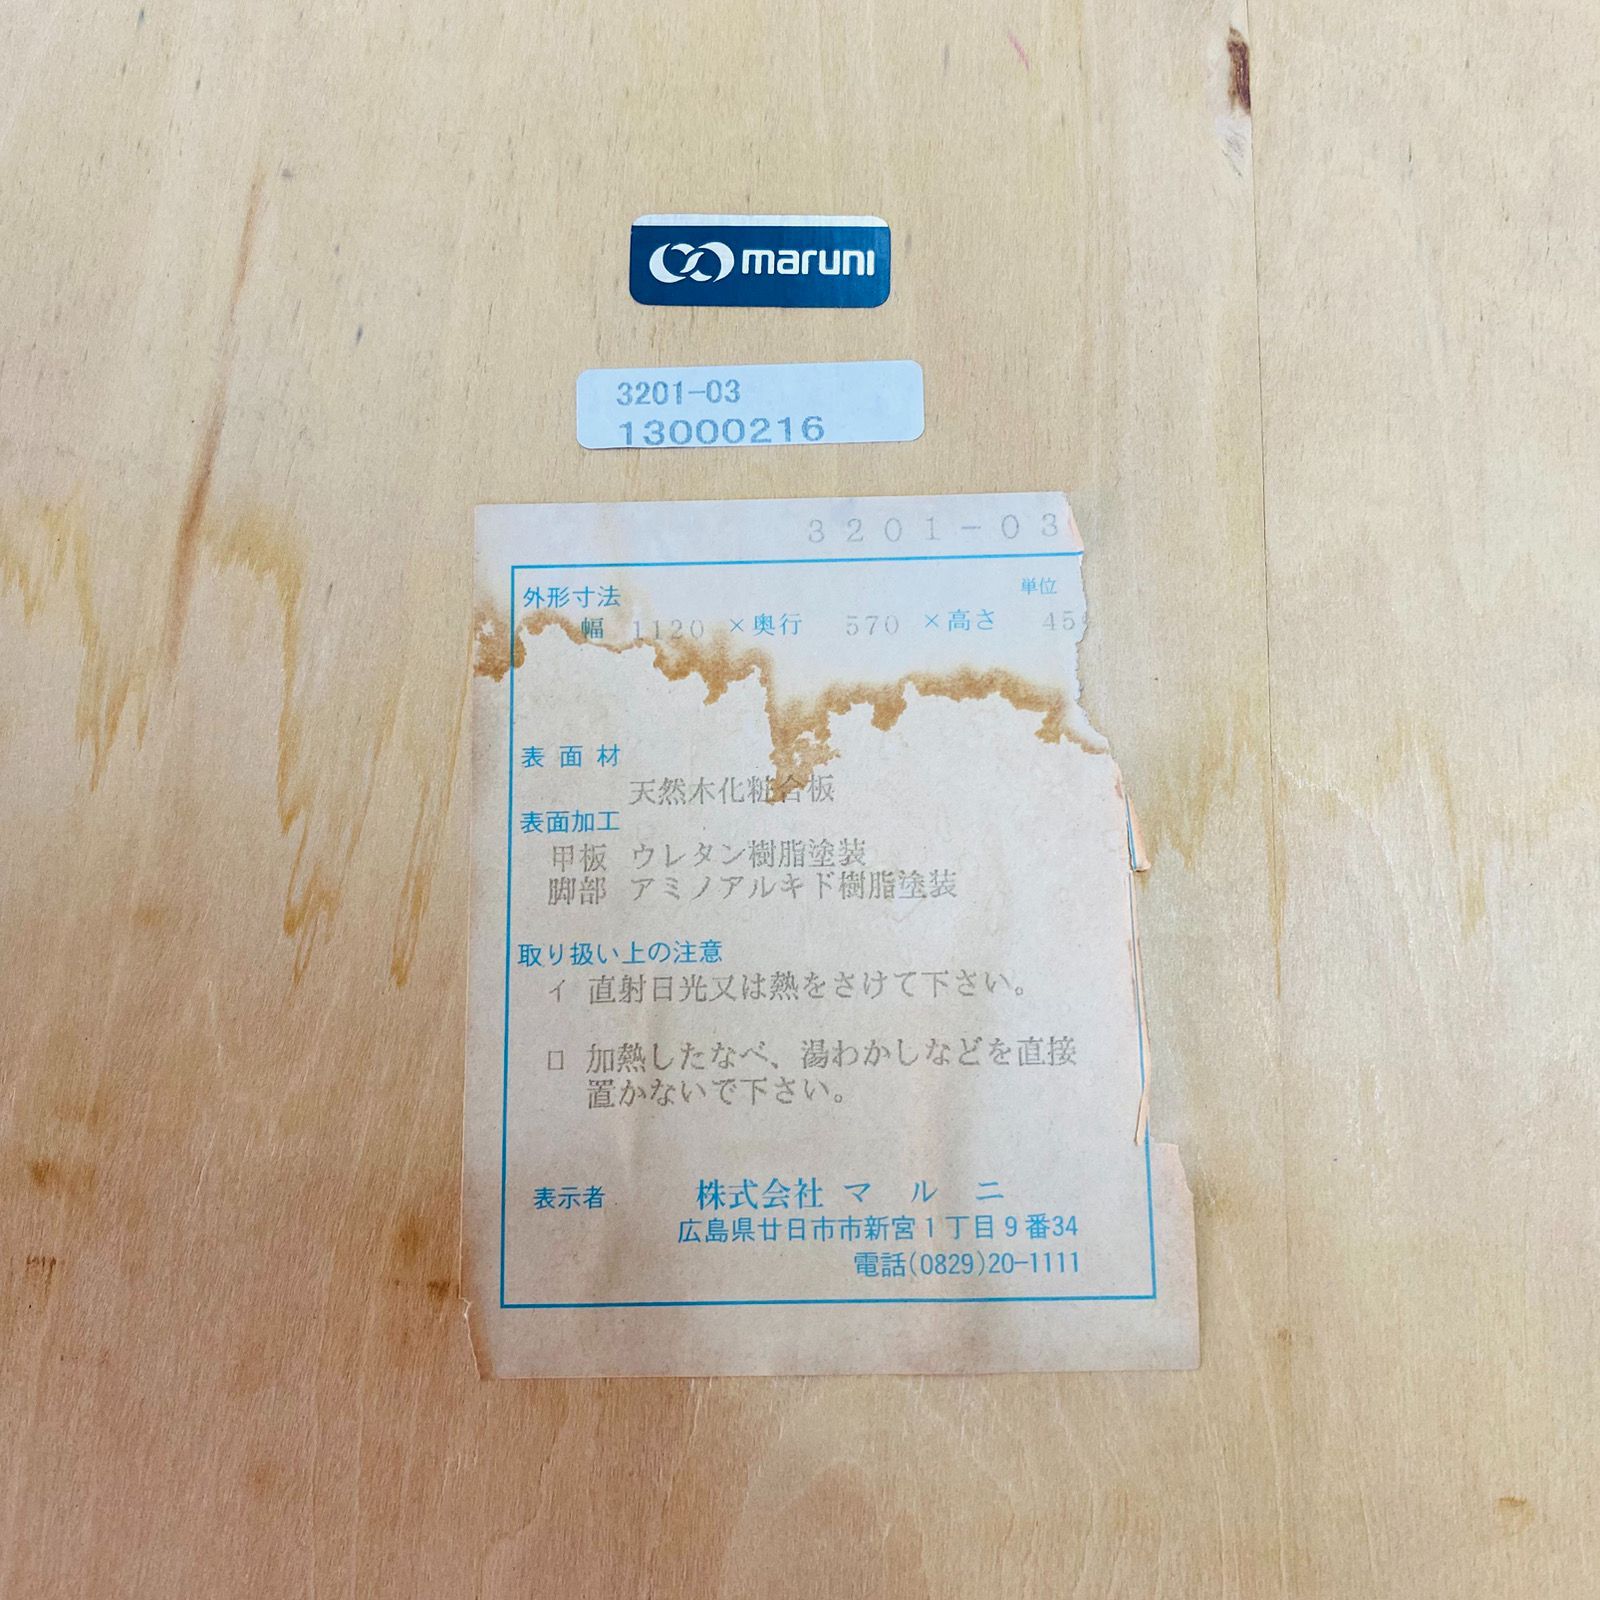 maruni
3201-03
13000216
3201-03
外形寸法
単位
幅 1120 ×奥行 570 ×高さ
表面材
天然木化粧合板
表面加工
甲板 ウレタン樹脂塗装
脚部 アミノアルキド樹脂塗装
取り扱い上の注意
イ 直射日光又は熱をさけて下さい。
ロ 加熱したなべ、湯わかしなどを直接
置かないで下さい。
表示者 株式会社 マルニ
広島県廿日市市新宮1丁目9番34
電話(0829)20-1111